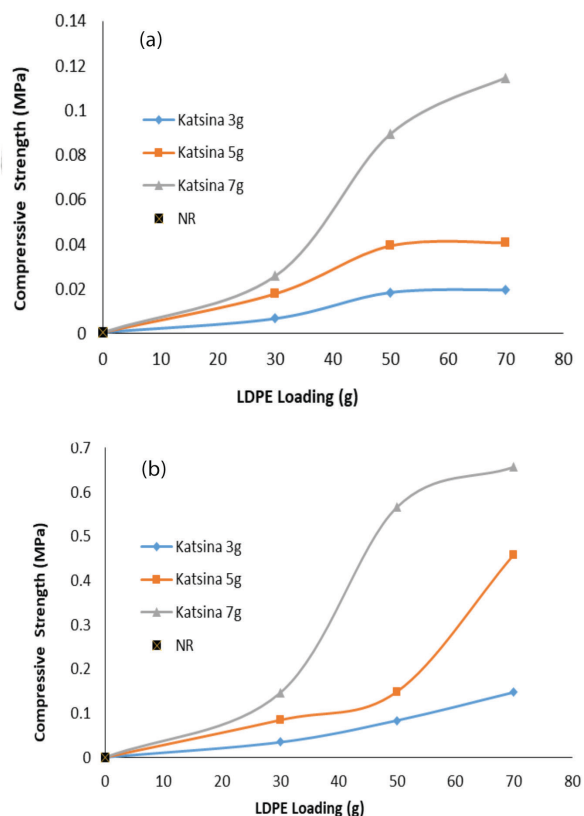 (a)
0.14
0.12
0.1
0.08
0.06
0.04
0.02
0
Comprerssive Strength (MPa)
Katsina 3g
Katsina 5g
Katsina 7g
NR
0 10 20 30 40 50 60 70 80
LDPE Loading (g)
(b)
0.7
0.6
0.5
0.4
0.3
0.2
0.1
0
Compressive Strength (MPa)
Katsina 3g
Katsina 5g
Katsina 7g
NR
0 10 20 30 40 50 60 70 80
LDPE Loading (g)